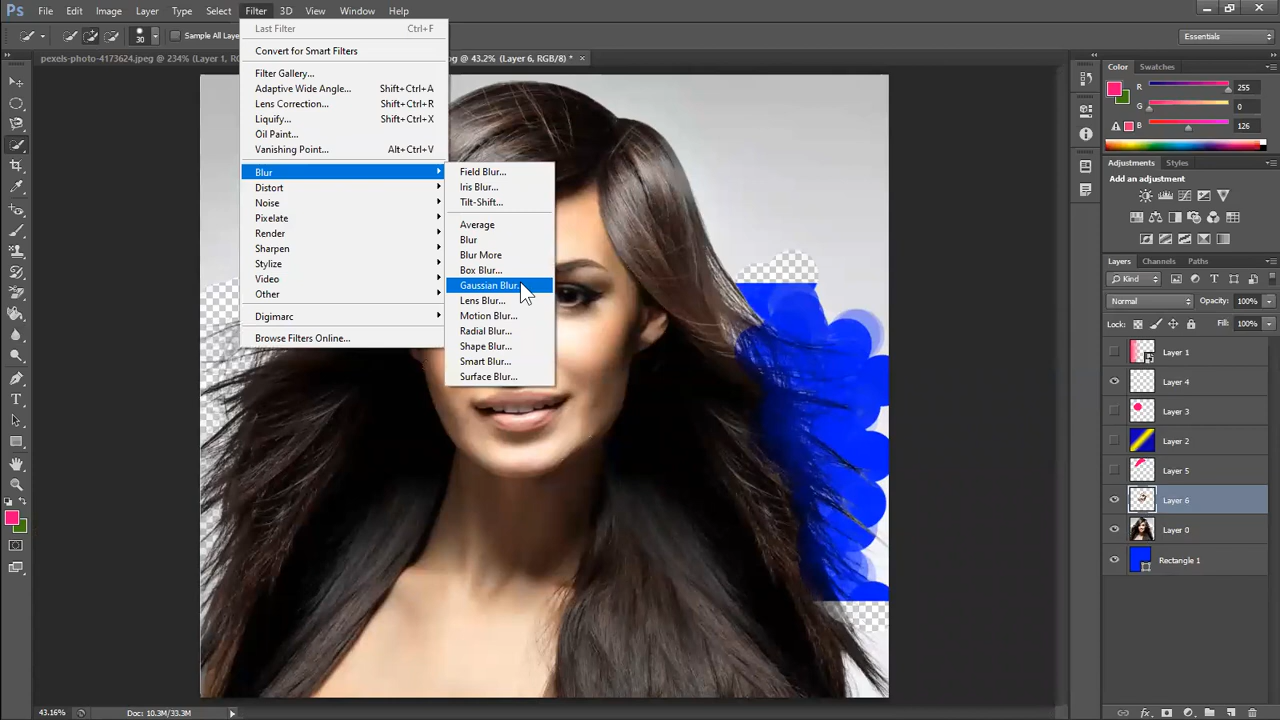 Ps File Edit Image Layer Type Select Filter 3D View Window Help
30 Sample All Laye Essentials
pexels-photo-4173624.jpeg @ 234% (Layer 1, RG pg @ 43.2% (Layer 6, RGB/8) * ×
Last Filter Ctrl+F
Convert for Smart Filters
Filter Gallery...
Adaptive Wide Angle... Shift+Ctrl+A
Lens Correction... Shift+Ctrl+R
Liquify... Shift+Ctrl+X
Oil Paint...
Vanishing Point... Alt+Ctrl+V
Blur
Distort
Noise
Pixelate
Render
Sharpen
Stylize
Video
Other
Digimarc
Browse Filters Online...
Field Blur...
Iris Blur...
Tilt-Shift...
Average
Blur
Blur More
Box Blur...
Gaussian Blur...
Lens Blur...
Motion Blur...
Radial Blur...
Shape Blur...
Smart Blur...
Surface Blur...
Color Swatches
R 255
G 0
B 126
Adjustments Styles
Add an adjustment
Layers Channels Paths
Kind
Normal Opacity: 100%
Lock: Fill: 100%
Layer 1
Layer 4
Layer 3
Layer 2
Layer 5
Layer 6
Layer 0
Rectangle 1
43.16% Doc: 10.3M/33.3M